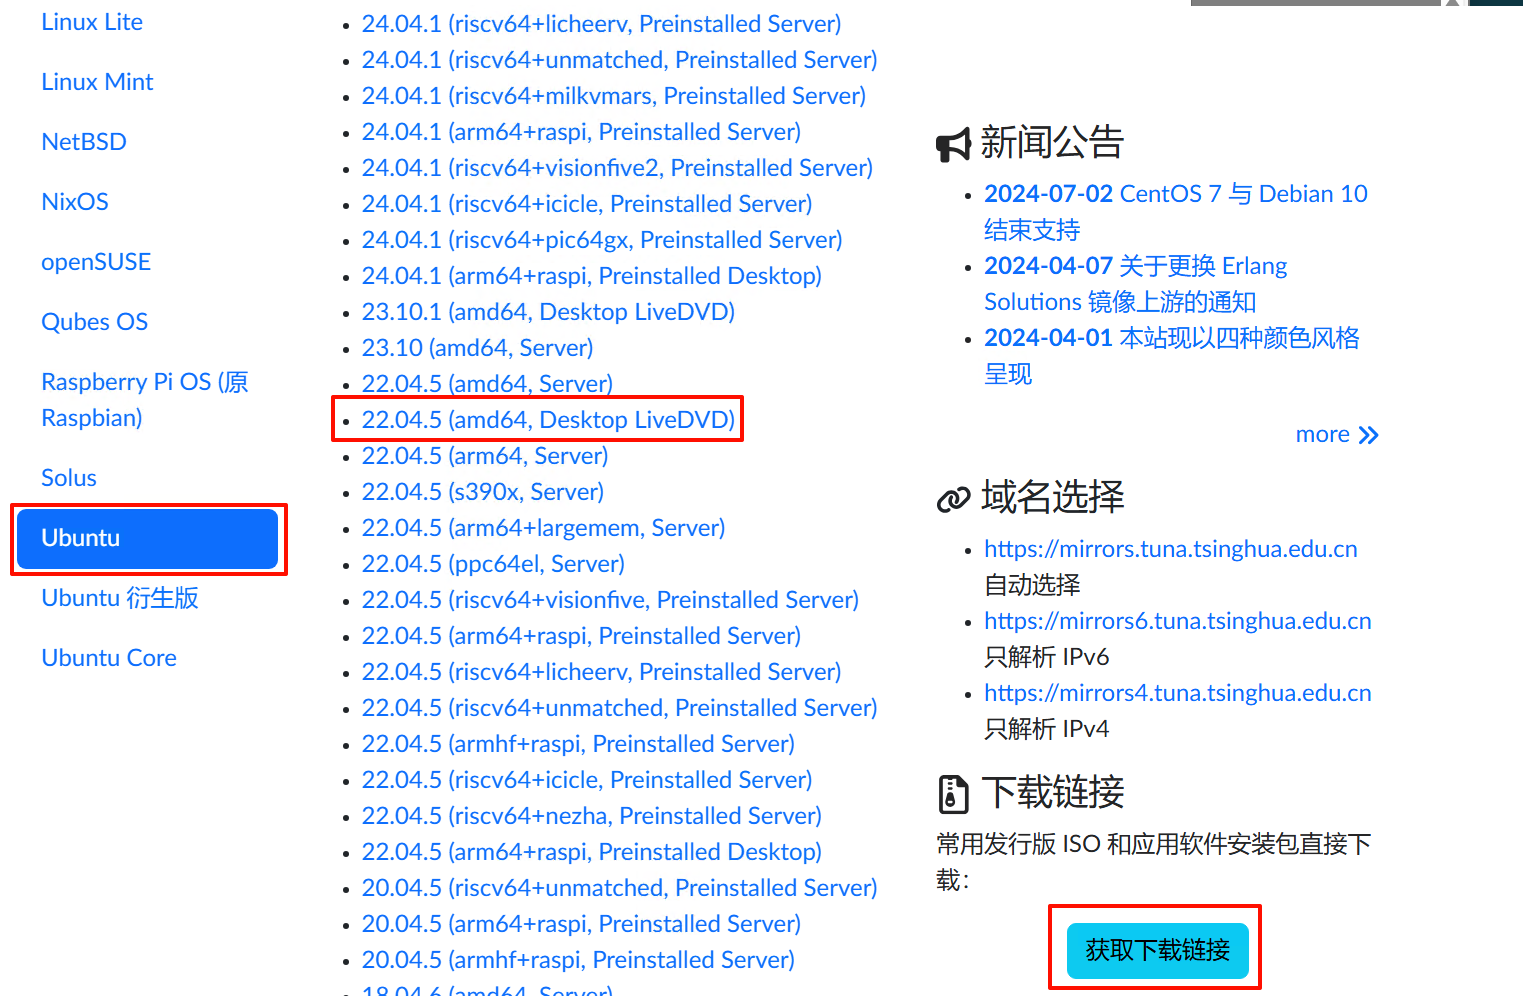 Linux Lite
Linux Mint
NetBSD
NixOS
openSUSE
Qubes OS
Raspberry Pi OS (原
Raspbian)
Solus
Ubuntu
Ubuntu 衍生版
Ubuntu Core
24.04.1 (riscv64+licheerv, Preinstalled Server)
24.04.1 (riscv64+unmatched, Preinstalled Server)
24.04.1 (riscv64+milkvmars, Preinstalled Server)
24.04.1 (arm64+raspi, Preinstalled Server)
24.04.1 (riscv64+visionfive2, Preinstalled Server)
24.04.1 (riscv64+icicle, Preinstalled Server)
24.04.1 (riscv64+pic64gx, Preinstalled Server)
24.04.1 (arm64+raspi, Preinstalled Desktop)
23.10.1 (amd64, Desktop LiveDVD)
23.10 (amd64, Server)
22.04.5 (amd64, Server)
22.04.5 (amd64, Desktop LiveDVD)
22.04.5 (arm64, Server)
22.04.5 (s390x, Server)
22.04.5 (arm64+largemem, Server)
22.04.5 (ppc64el, Server)
22.04.5 (riscv64+visionfive, Preinstalled Server)
22.04.5 (arm64+raspi, Preinstalled Server)
22.04.5 (riscv64+licheerv, Preinstalled Server)
22.04.5 (riscv64+unmatched, Preinstalled Server)
22.04.5 (armhf+raspi, Preinstalled Server)
22.04.5 (riscv64+icicle, Preinstalled Server)
22.04.5 (riscv64+nezha, Preinstalled Server)
22.04.5 (arm64+raspi, Preinstalled Desktop)
20.04.5 (riscv64+unmatched, Preinstalled Server)
20.04.5 (arm64+raspi, Preinstalled Server)
20.04.5 (armhf+raspi, Preinstalled Server)
18.04.6 (amd64, Server)
新闻公告
2024-07-02 CentOS 7 与 Debian 10
结束支持
2024-04-07 关于更换 Erlang
Solutions 镜像上游的通知
2024-04-01 本站现以四种颜色风格
呈现
more
域名选择
https://mirrors.tuna.tsinghua.edu.cn
自动选择
https://mirrors6.tuna.tsinghua.edu.cn
只解析 IPv6
https://mirrors4.tuna.tsinghua.edu.cn
只解析 IPv4
下载链接
常用发行版 ISO 和应用软件安装包直接下
载：
获取下载链接